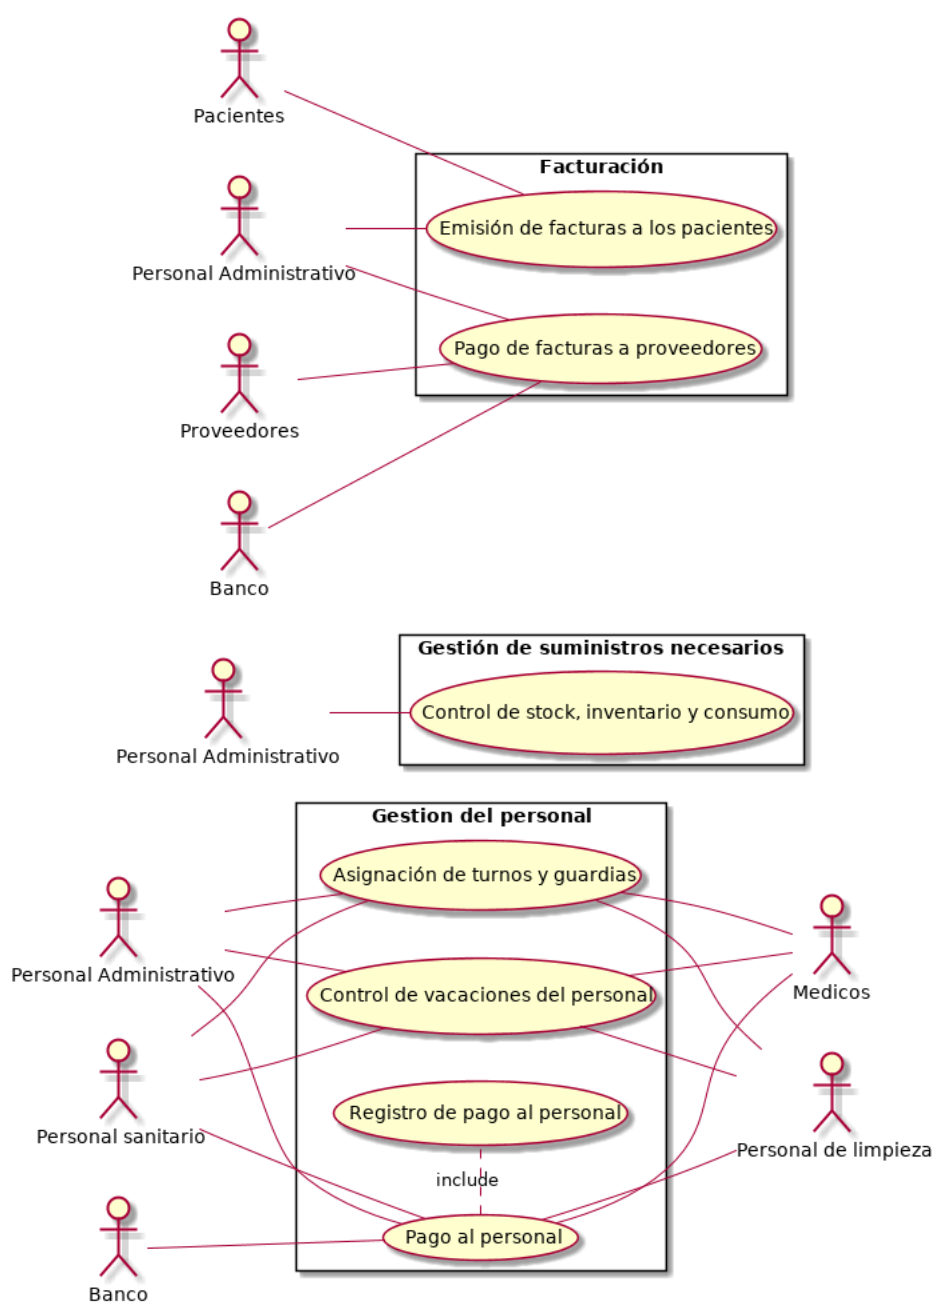 Pacientes
Facturación
Emisión de facturas a los pacientes
Personal Administrativo
Pago de facturas a proveedores
Proveedores
Banco
Gestión de suministros necesarios
Control de stock, inventario y consumo
Personal Administrativo
Gestion del personal
Asignación de turnos y guardias
Personal Administrativo
Control de vacaciones del personal
Medicos
Registro de pago al personal
Personal sanitario
Personal de limpieza
include
Pago al personal
Banco